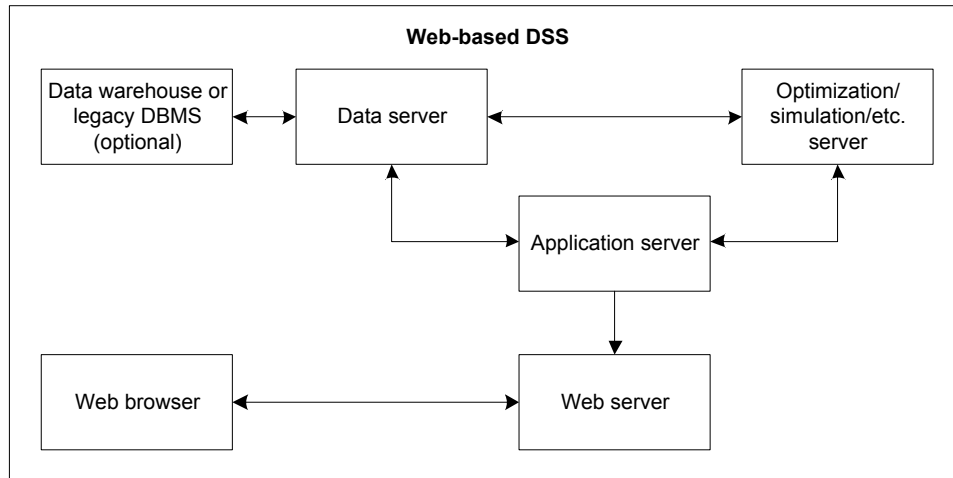 Web-based DSS
Data warehouse or
legacy DBMS
(optional)
Data server
Optimization/
simulation/etc.
server
Application server
Web browser
Web server